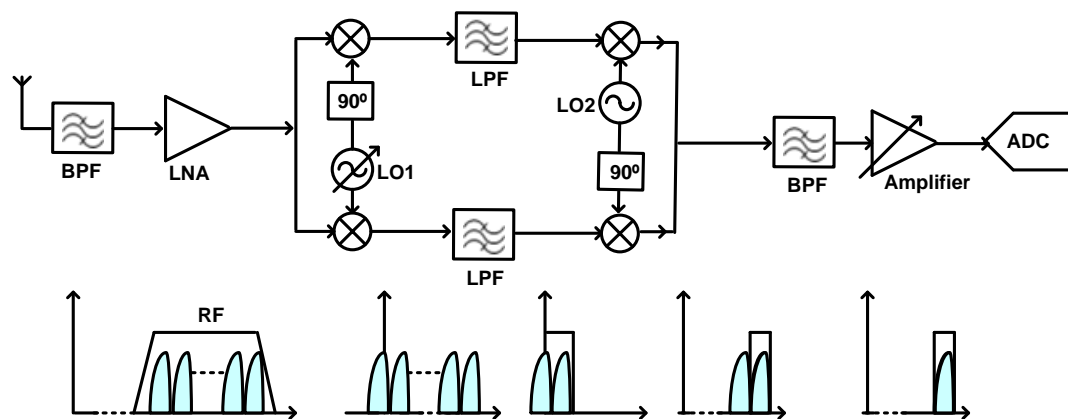 LPF
90º
LO2
BPF
LNA
LO1
90º
BPF
Amplifier
ADC
LPF
RF